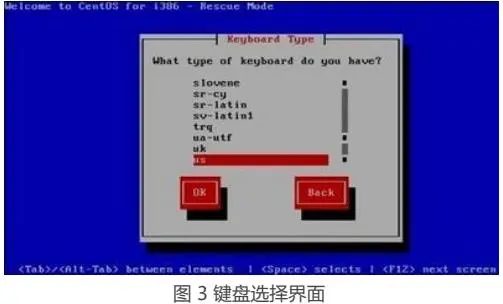 Welcome to CentOS for i386 - Rescue Mode
Keyboard Type
What type of keyboard do you have?
slovene
sr-cy
sr-latin
sv-latin1
trq
ua-utf
uk
us
OK Back
<Tab>/<Alt-Tab> between elements | <Space> selects | <F12> next screen
图 3 键盘选择界面